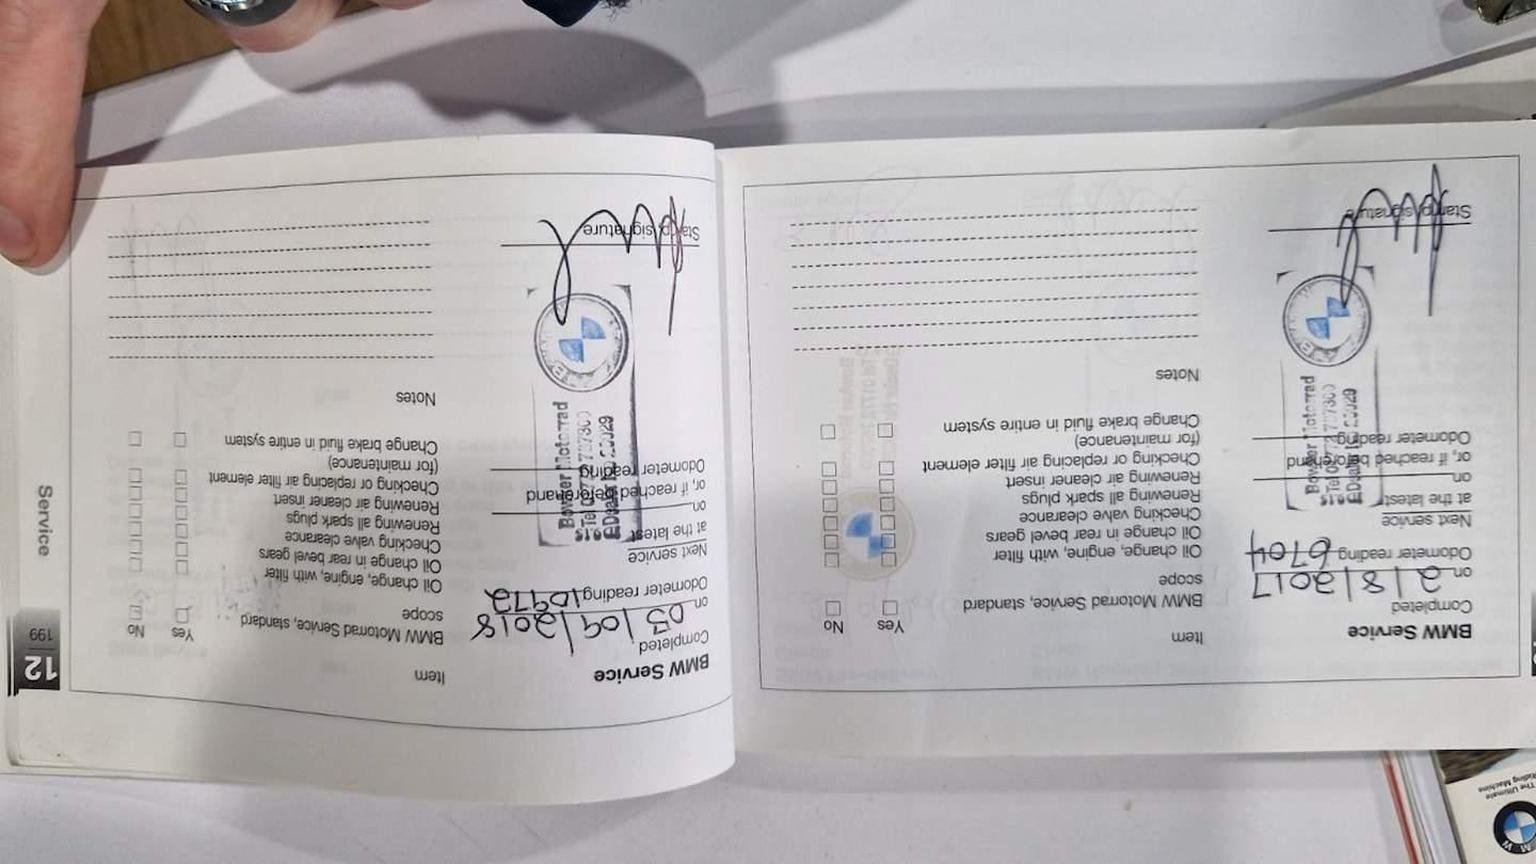 BMW Service
Completed
on 2/8/2017
Odometer reading 6704
Next service
at the latest
on
or, if reached beforehand
Odometer reading
Bowker Motorrad
Stamp, signature
Item
Yes
No
BMW Motorrad Service, standard
scope
Oil change, engine, with filter
Oil change in rear bevel gears
Checking valve clearance
Renewing all spark plugs
Renewing air cleaner insert
Checking or replacing air filter element
(for maintenance)
Change brake fluid in entire system
Notes
BMW Service
Completed
on 03/09/2018
Odometer reading 10972
Next service
at the latest
on
or, if reached beforehand
Odometer reading
Bowker Motorrad
Stamp, signature
Item
Yes
No
BMW Motorrad Service, standard
scope
Oil change, engine, with filter
Oil change in rear bevel gears
Checking valve clearance
Renewing all spark plugs
Renewing air cleaner insert
Checking or replacing air filter element
(for maintenance)
Change brake fluid in entire system
Notes
12
199
Service
The Ultimate
Riding Machine